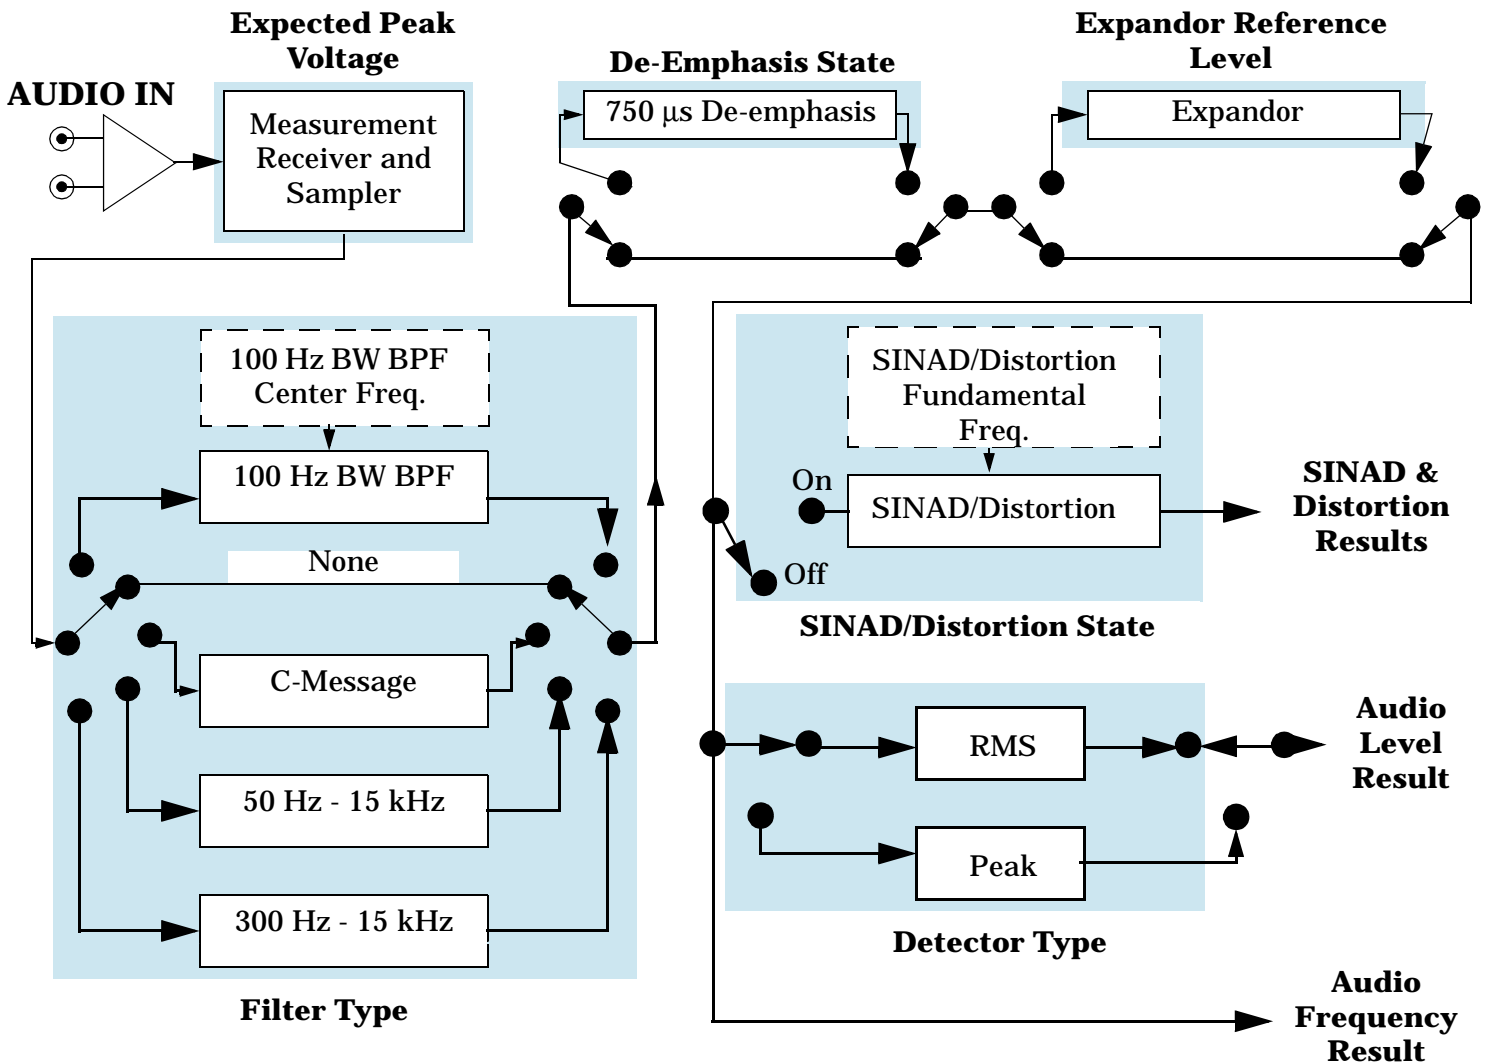 Expected Peak
Voltage
AUDIO IN
Measurement
Receiver and
Sampler
De-Emphasis State
750 μs De-emphasis
Expandor Reference
Level
Expandor
100 Hz BW BPF
Center Freq.
100 Hz BW BPF
None
C-Message
50 Hz - 15 kHz
300 Hz - 15 kHz
Filter Type
SINAD/Distortion
Fundamental
Freq.
On
SINAD/Distortion
Off
SINAD/Distortion State
SINAD &
Distortion
Results
RMS
Peak
Detector Type
Audio
Level
Result
Audio
Frequency
Result